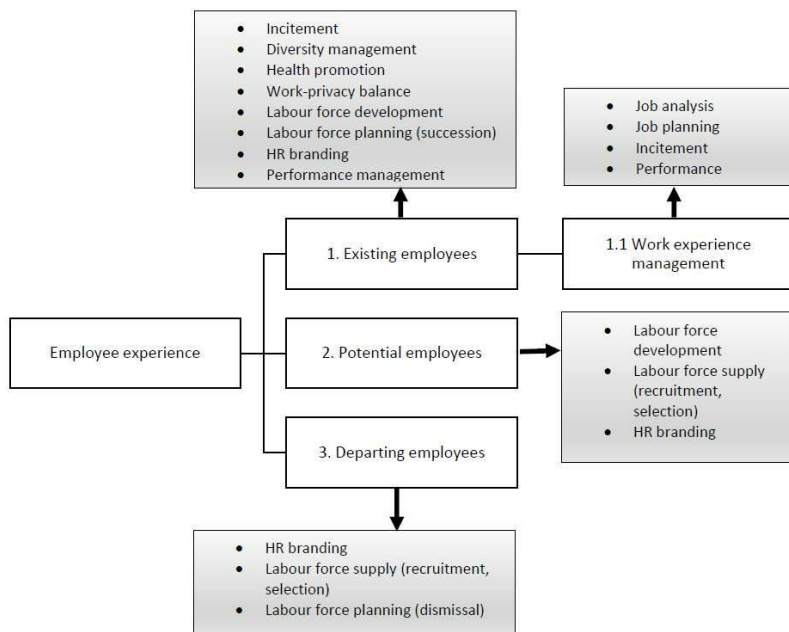 • Incitement
• Diversity management
• Health promotion
• Work-privacy balance
• Labour force development
• Labour force planning (succession)
• HR branding
• Performance management
• Job analysis
• Job planning
• Incitement
• Performance
1. Existing employees
1.1 Work experience
management
Employee experience
2. Potential employees
• Labour force
development
• Labour force supply
(recruitment,
selection)
• HR branding
3. Departing employees
• HR branding
• Labour force supply (recruitment,
selection)
• Labour force planning (dismissal)